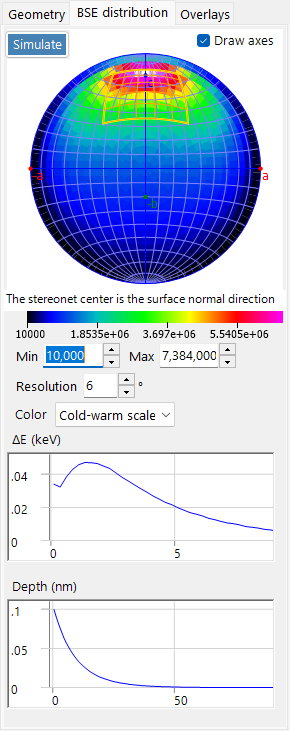 Geometry BSE distribution Overlays
Simulate Draw axes
-a a
-b
The stereonet center is the surface normal direction
10000 1.8535e+06 3.697e+06 5.5405e+06
Min 10,000 Max 7,384,000
Resolution 6 °
Color Cold-warm scale
ΔE (keV)
.04
.02
0
0 5
Depth (nm)
.1
.05
0
0 50